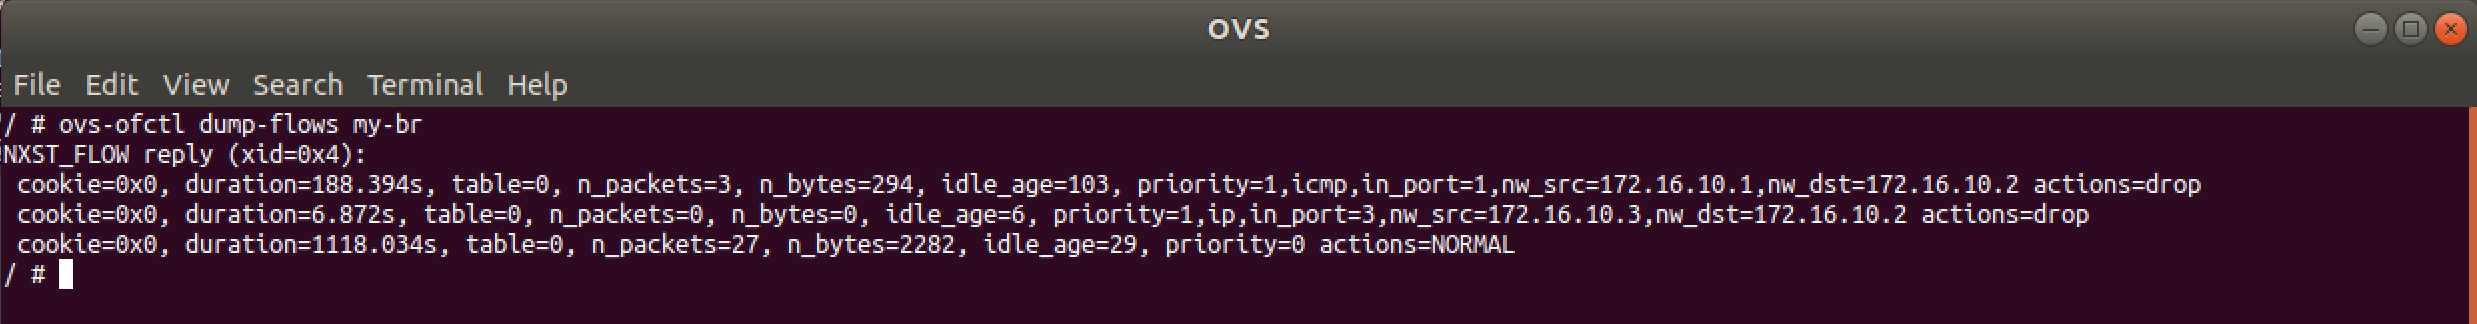 OVS
File Edit View Search Terminal Help
/ # ovs-ofctl dump-flows my-br
NXST_FLOW reply (xid=0x4):
cookie=0x0, duration=188.394s, table=0, n_packets=3, n_bytes=294, idle_age=103, priority=1,icmp,in_port=1,nw_src=172.16.10.1,nw_dst=172.16.10.2 actions=drop
cookie=0x0, duration=6.872s, table=0, n_packets=0, n_bytes=0, idle_age=6, priority=1,ip,in_port=3,nw_src=172.16.10.3,nw_dst=172.16.10.2 actions=drop
cookie=0x0, duration=1118.034s, table=0, n_packets=27, n_bytes=2282, idle_age=29, priority=0 actions=NORMAL
/ #